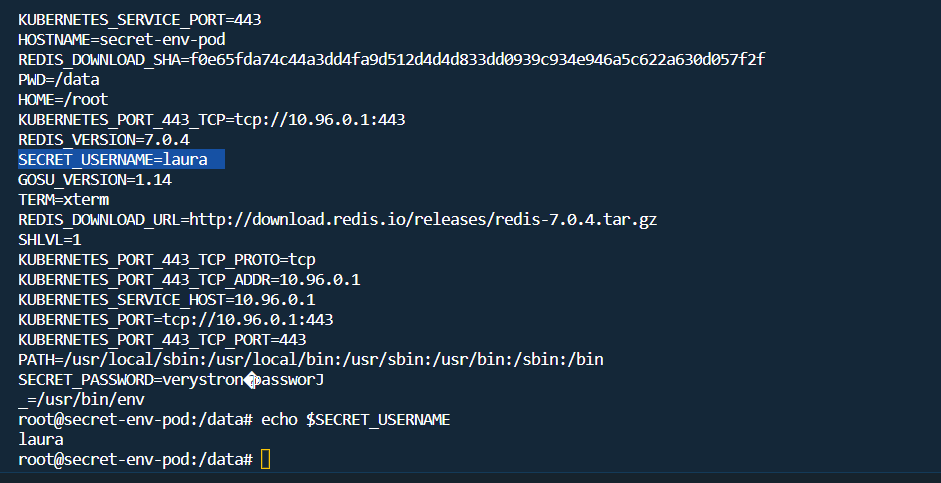 KUBERNETES_SERVICE_PORT=443
HOSTNAME=secret-env-pod
REDIS_DOWNLOAD_SHA=f0e65fda74c44a3dd4fa9d512d4d4d833dd0939c934e946a5c622a630d057f2f
PWD=/data
HOME=/root
KUBERNETES_PORT_443_TCP=tcp://10.96.0.1:443
REDIS_VERSION=7.0.4
SECRET_USERNAME=laura
GOSU_VERSION=1.14
TERM=xterm
REDIS_DOWNLOAD_URL=http://download.redis.io/releases/redis-7.0.4.tar.gz
SHLVL=1
KUBERNETES_PORT_443_TCP_PROTO=tcp
KUBERNETES_PORT_443_TCP_ADDR=10.96.0.1
KUBERNETES_SERVICE_HOST=10.96.0.1
KUBERNETES_PORT=tcp://10.96.0.1:443
KUBERNETES_PORT_443_TCP_PORT=443
PATH=/usr/local/sbin:/usr/local/bin:/usr/sbin:/usr/bin:/sbin:/bin
SECRET_PASSWORD=verystron�passworJ
_=/usr/bin/env
root@secret-env-pod:/data# echo $SECRET_USERNAME
laura
root@secret-env-pod:/data#